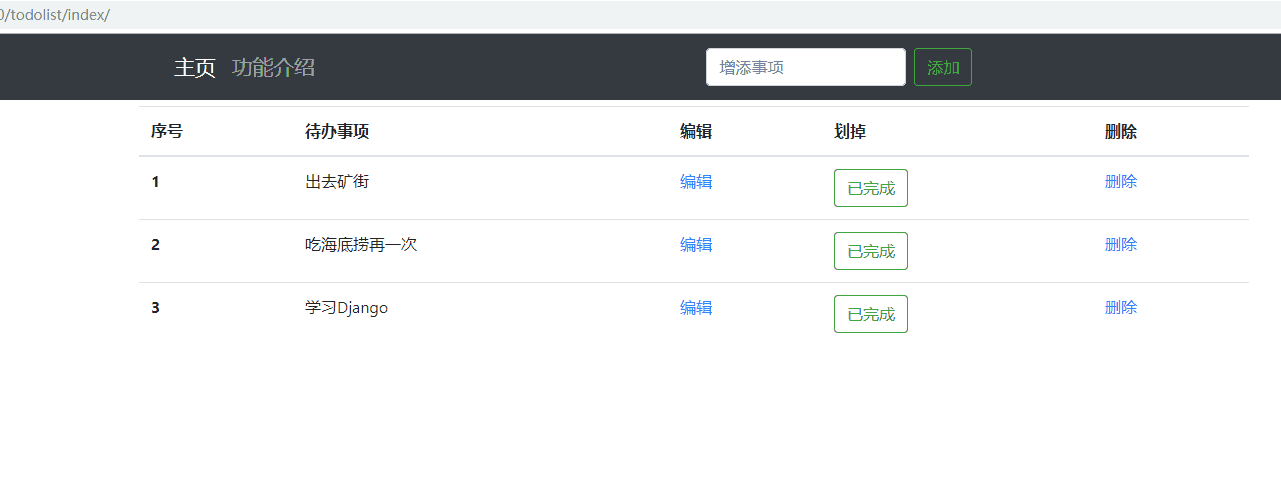 0/todolist/index/
主页 功能介绍 增添事项 添加
序号 待办事项 编辑 划掉 删除
1 出去矿街 编辑 已完成 删除
2 吃海底捞再一次 编辑 已完成 删除
3 学习Django 编辑 已完成 删除